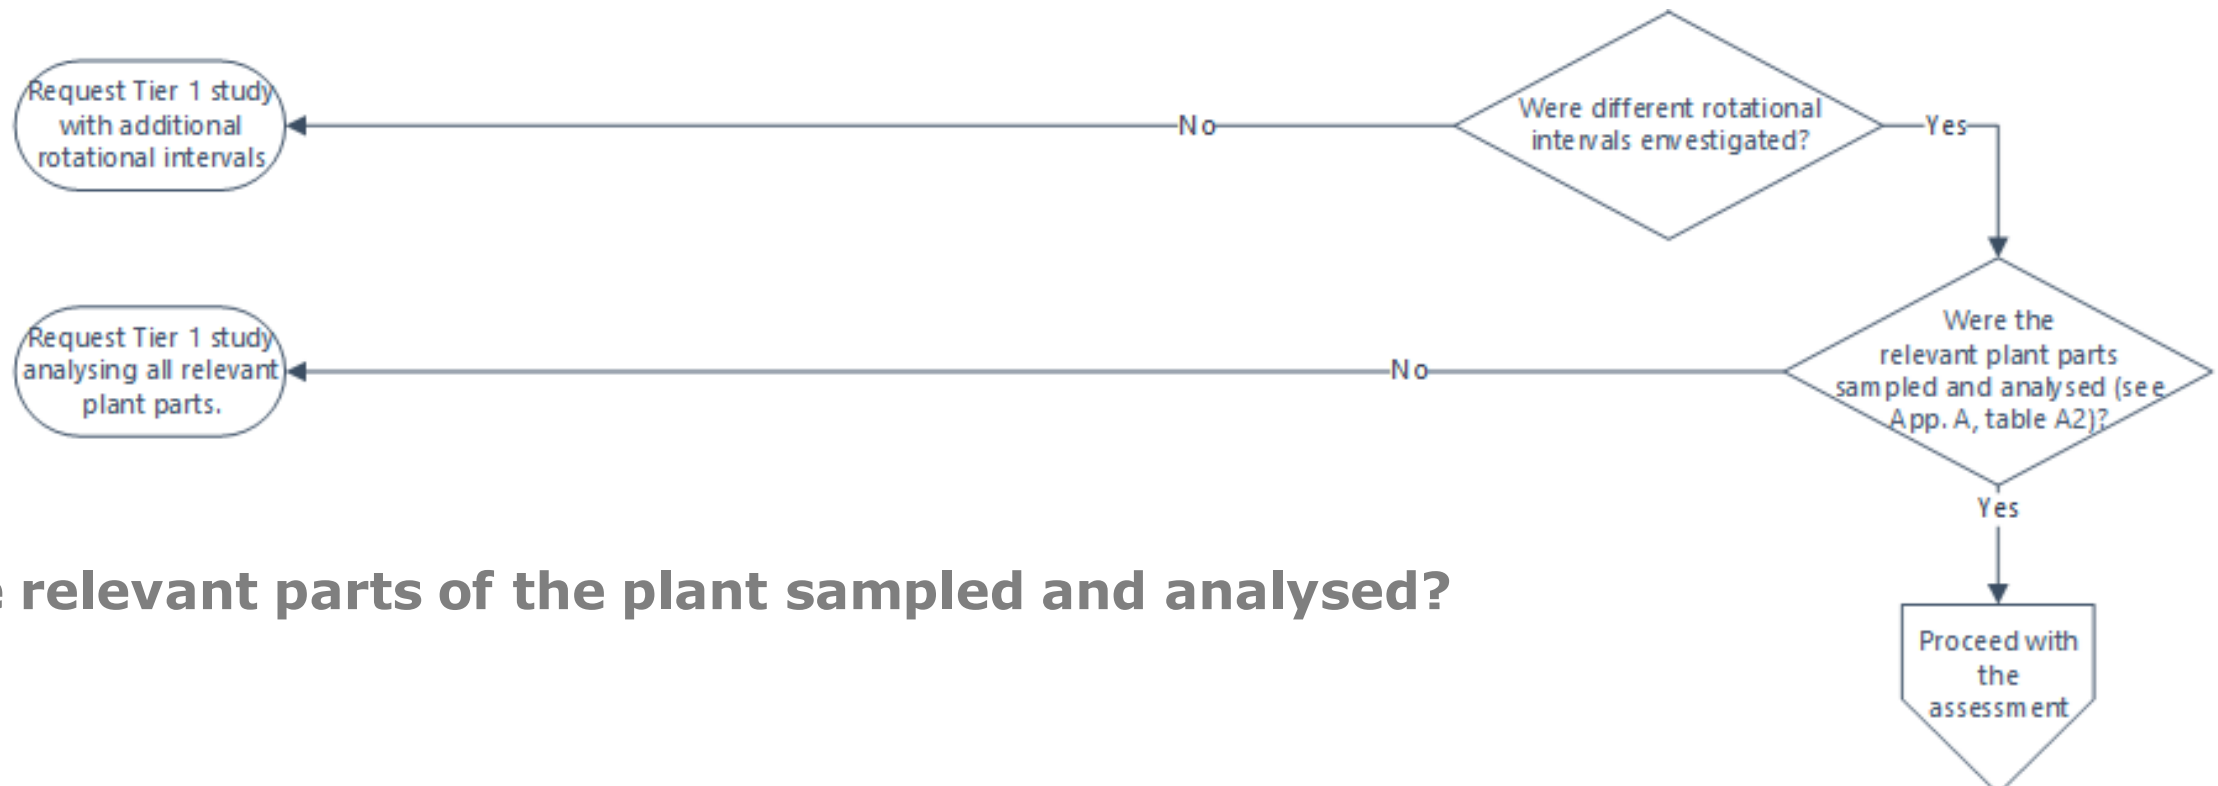 Request Tier 1 study
with additional
rotational intervals
No
Were different rotational
intervals envestigated?
Yes
Request Tier 1 study
analysing all relevant
plant parts.
No
Were the
relevant plant parts
sampled and analysed (see
App. A, table A2)?
Yes
relevant parts of the plant sampled and analysed?
Proceed with
the
assessment